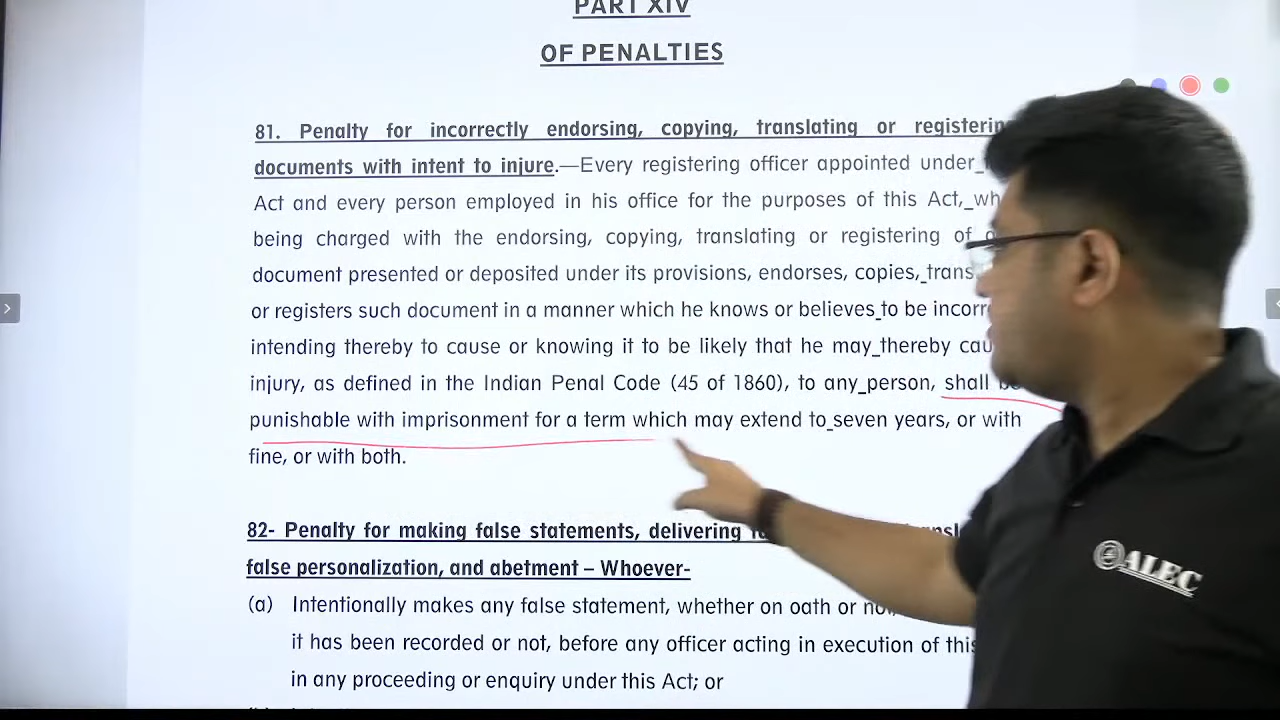 PART XIV
OF PENALTIES
81. Penalty for incorrectly endorsing, copying, translating or registering
documents with intent to injure.—Every registering officer appointed under
Act and every person employed in his office for the purposes of this Act,
being charged with the endorsing, copying, translating or registering of
document presented or deposited under its provisions, endorses, copies,
or registers such document in a manner which he knows or believes to be
intending thereby to cause or knowing it to be likely that he may thereby
injury, as defined in the Indian Penal Code (45 of 1860), to any person, shall be
punishable with imprisonment for a term which may extend to seven years, or with
fine, or with both.
82- Penalty for making false statements, delivering
false personalization, and abetment – Whoever-
(a) Intentionally makes any false statement, whether on oath or not,
it has been recorded or not, before any officer acting in execution of this
in any proceeding or enquiry under this Act; or
ALEC